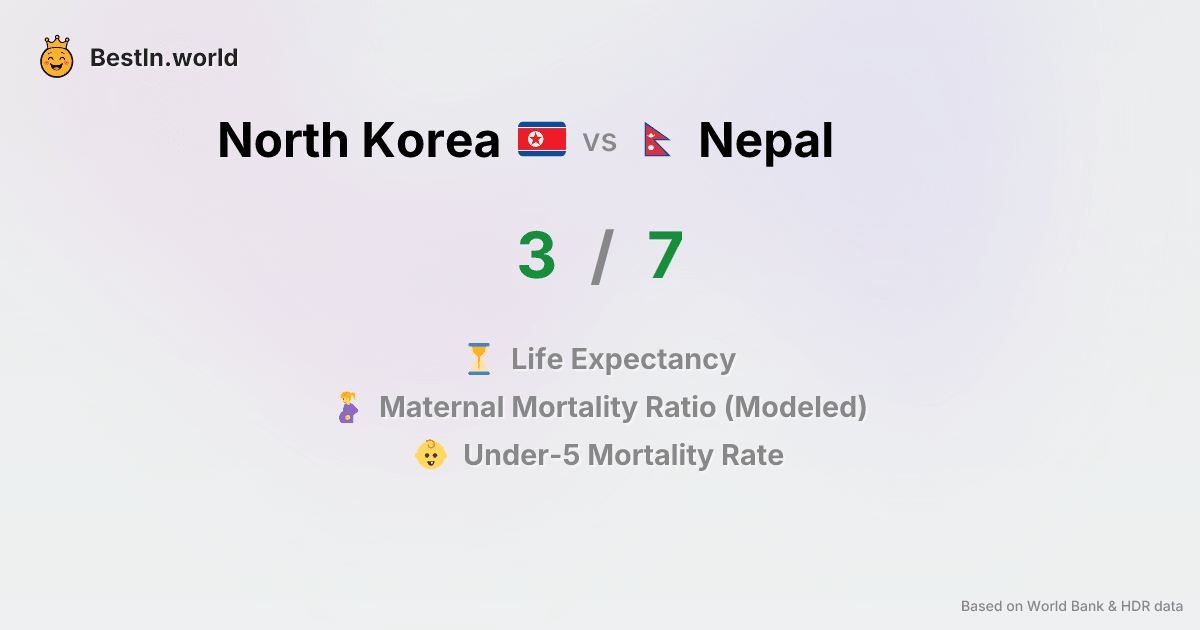 BestIn.world
North Korea vs Nepal
3 / 7
Life Expectancy
Maternal Mortality Ratio (Modeled)
Under-5 Mortality Rate
Based on World Bank & HDR data